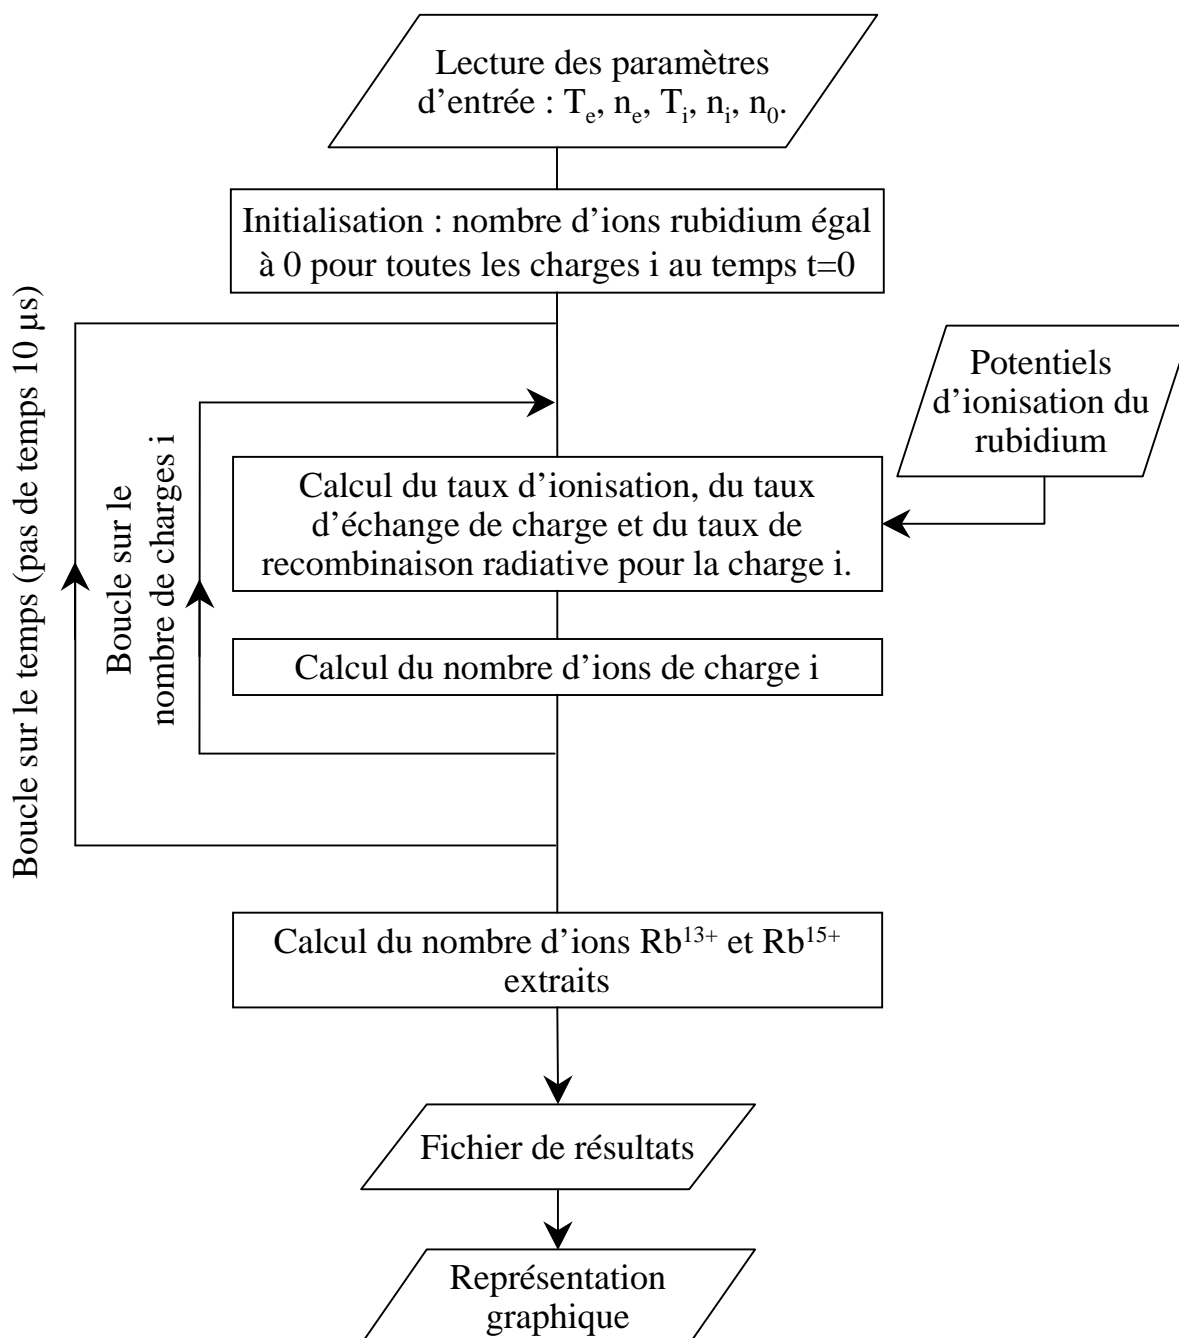 Lecture des paramètres
d’entrée : Te, ne, Ti, ni, n0.
Initialisation : nombre d’ions rubidium égal
à 0 pour toutes les charges i au temps t=0
Boucle sur le temps (pas de temps 10 µs)
Boucle sur le
nombre de charges i
Potentiels
d’ionisation du
rubidium
Calcul du taux d’ionisation, du taux
d’échange de charge et du taux de
recombinaison radiative pour la charge i.
Calcul du nombre d’ions de charge i
Calcul du nombre d’ions Rb13+ et Rb15+
extraits
Fichier de résultats
Représentation
graphique